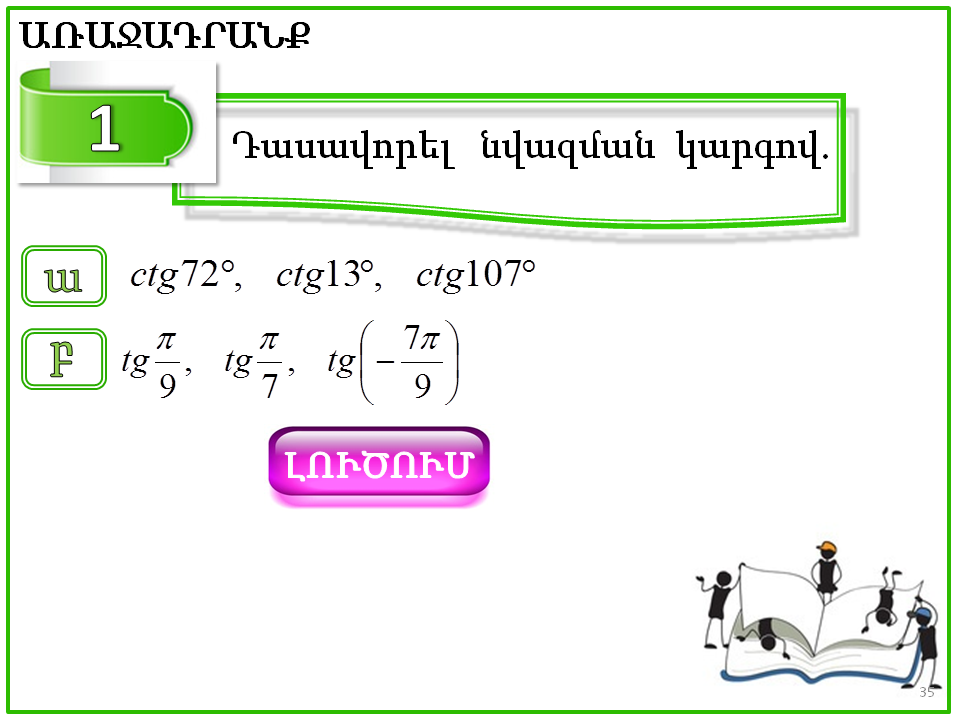 ԱՌԱՋԱԴՐԱՆՔ
1
Դասավորել նվազման կարգով.
ա ctg72°, ctg13°, ctg107°
բ tg π/9, tg π/7, tg(−7π/9)
ԼՈՒԾՈՒՄ
35